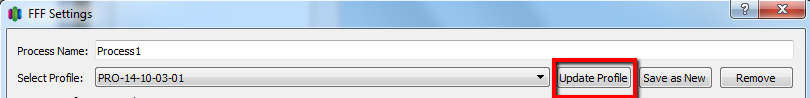 FFF Settings
Process Name: Process1
Select Profile: PRO-14-10-03-01 Update Profile Save as New Remove